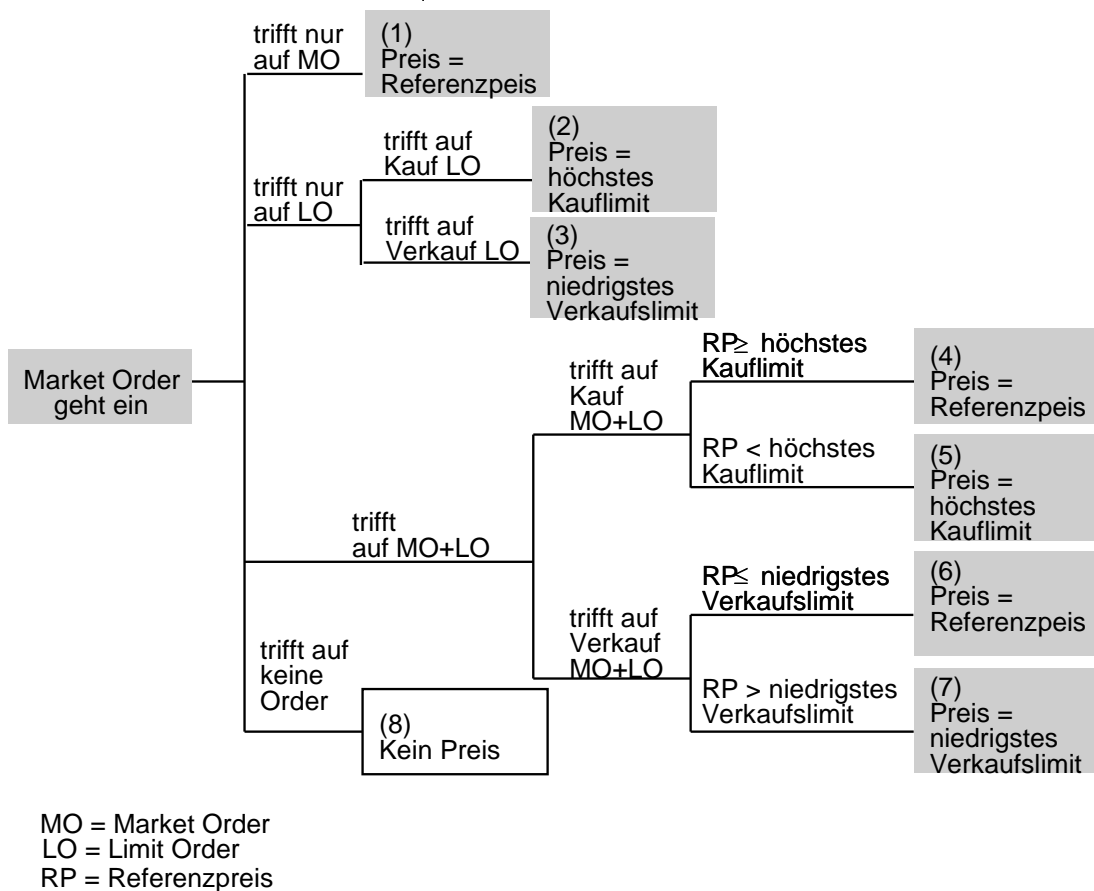 trifft nur
auf MO
(1)
Preis =
Referenzpeis
trifft nur
auf LO
trifft auf
Kauf LO
(2)
Preis =
höchstes
Kauflimit
trifft auf
Verkauf LO
(3)
Preis =
niedrigstes
Verkaufslimit
Market Order
geht ein
trifft
auf MO+LO
trifft auf
Kauf
MO+LO
RP≥ höchstes
Kauflimit
(4)
Preis =
Referenzpeis
RP < höchstes
Kauflimit
(5)
Preis =
höchstes
Kauflimit
trifft auf
Verkauf
MO+LO
RP≤ niedrigstes
Verkaufslimit
(6)
Preis =
Referenzpeis
RP > niedrigstes
Verkaufslimit
(7)
Preis =
niedrigstes
Verkaufslimit
trifft auf
keine
Order
(8)
Kein Preis
MO = Market Order
LO = Limit Order
RP = Referenzpreis